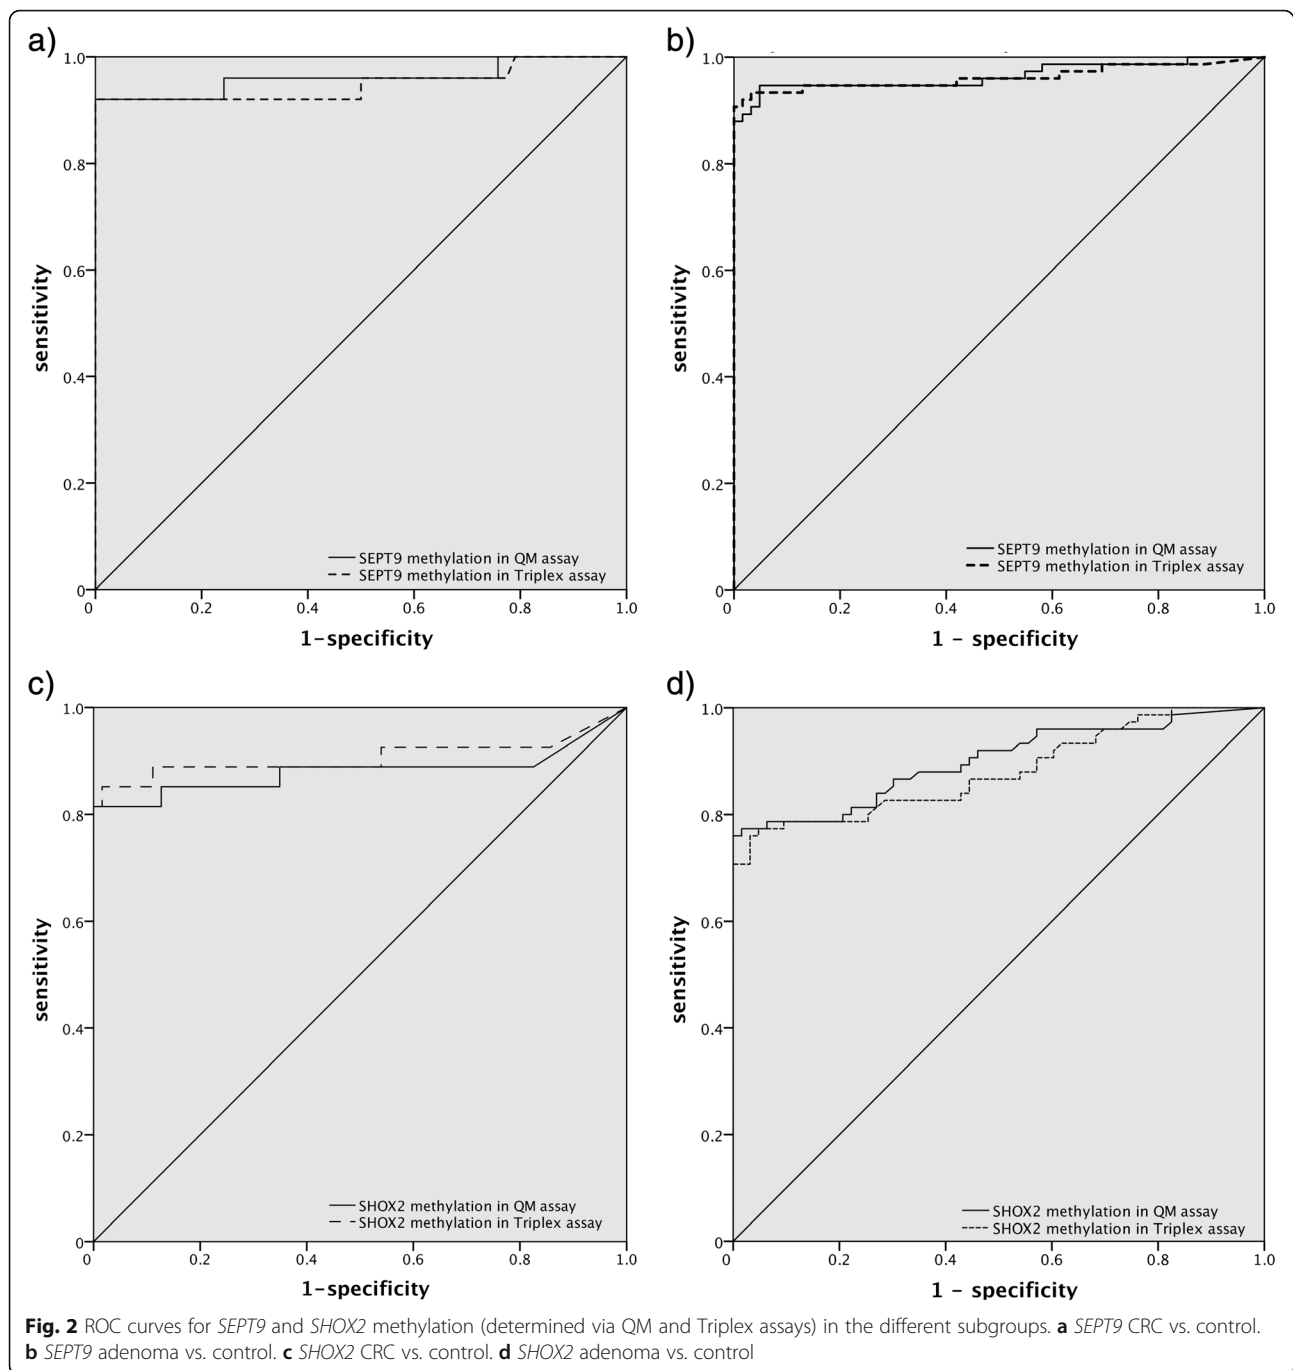 a)
1.0
0.8
0.6
0.4
0.2
0
sensitivity
SEPT9 methylation in QM assay
SEPT9 methylation in Triplex assay
0 0.2 0.4 0.6 0.8 1.0
1-specificity
b)
1.0
0.8
0.6
0.4
0.2
0
sensitivity
SEPT9 methylation in QM assay
SEPT9 methylation in Triplex assay
0 0.2 0.4 0.6 0.8 1.0
1 - specificity
c)
1.0
0.8
0.6
0.4
0.2
0
sensitivity
SHOX2 methylation in QM assay
SHOX2 methylation in Triplex assay
0 0.2 0.4 0.6 0.8 1.0
1-specificity
d)
1.0
0.8
0.6
0.4
0.2
0
sensitivity
SHOX2 methylation in QM assay
SHOX2 methylation in Triplex assay
0 0.2 0.4 0.6 0.8 1.0
1 - specificity
Fig. 2 ROC curves for SEPT9 and SHOX2 methylation (determined via QM and Triplex assays) in the different subgroups. a SEPT9 CRC vs. control.
b SEPT9 adenoma vs. control. c SHOX2 CRC vs. control. d SHOX2 adenoma vs. control